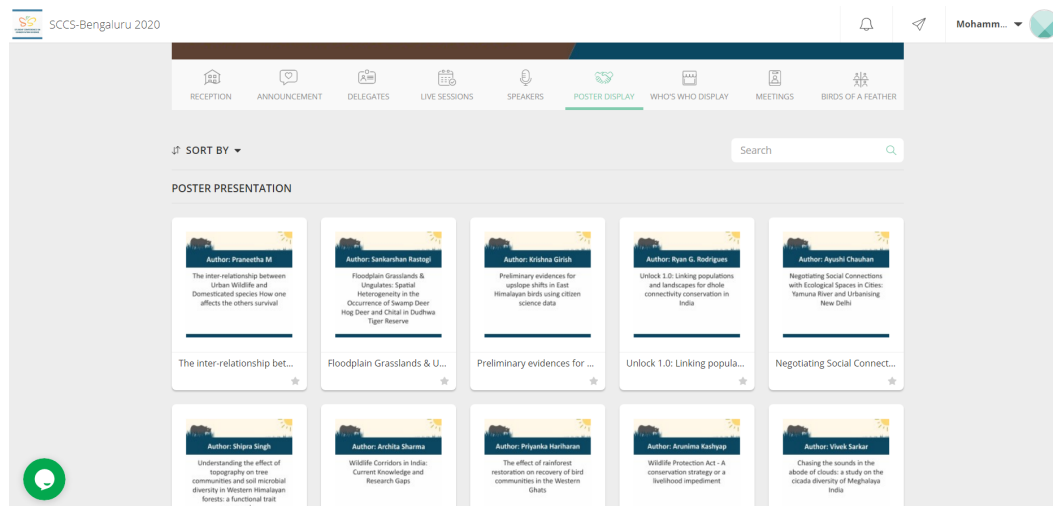 SCCS-Bengaluru 2020
Mohamm...
RECEPTION
ANNOUNCEMENT
DELEGATES
LIVE SESSIONS
SPEAKERS
POSTER DISPLAY
WHO'S WHO DISPLAY
MEETINGS
BIRDS OF A FEATHER
SORT BY
Search
POSTER PRESENTATION
Author: Praneetha M
The inter-relationship between
Urban Wildlife and
Domesticated species How one
affects the others survival
The inter-relationship bet...
Author: Sankarshan Rastogi
Floodplain Grasslands &
Ungulates: Spatial
Heterogeneity in the
Occurrence of Swamp Deer
Hog Deer and Chital in Dudhwa
Tiger Reserve
Floodplain Grasslands & U...
Author: Krishna Girish
Preliminary evidences for
upslope shifts in East
Himalayan birds using citizen
science data
Preliminary evidences for ...
Author: Ryan G. Rodrigues
Unlock 1.0: Linking populations
and landscapes for dhole
connectivity conservation in
India
Unlock 1.0: Linking popula...
Author: Ayushi Chauhan
Negotiating Social Connections
with Ecological Spaces in Cities:
Yamuna River and Urbanising
New Delhi
Negotiating Social Connect...
Author: Shipra Singh
Understanding the effect of
topography on tree
communities and soil microbial
diversity in Western Himalayan
forests: a functional trait
Author: Archita Sharma
Wildlife Corridors in India:
Current Knowledge and
Research Gaps
Author: Priyanka Hariharan
The effect of rainforest
restoration on recovery of bird
communities in the Western
Ghats
Author: Arunima Kashyap
Wildlife Protection Act - A
conservation strategy or a
livelihood impediment
Author: Vivek Sarkar
Chasing the sounds in the
abode of clouds: a study on the
cicada diversity of Meghalaya
India